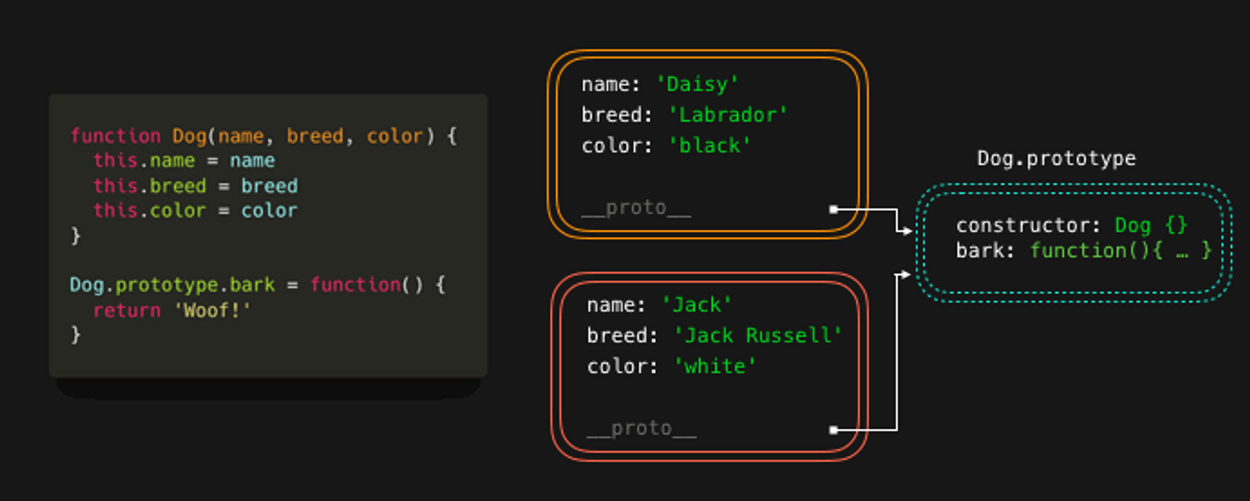 function Dog(name, breed, color) {
this.name = name
this.breed = breed
this.color = color
}
Dog.prototype.bark = function() {
return 'Woof!'
}
name: 'Daisy'
breed: 'Labrador'
color: 'black'
__proto__
name: 'Jack'
breed: 'Jack Russell'
color: 'white'
__proto__
Dog.prototype
constructor: Dog {}
bark: function(){ … }